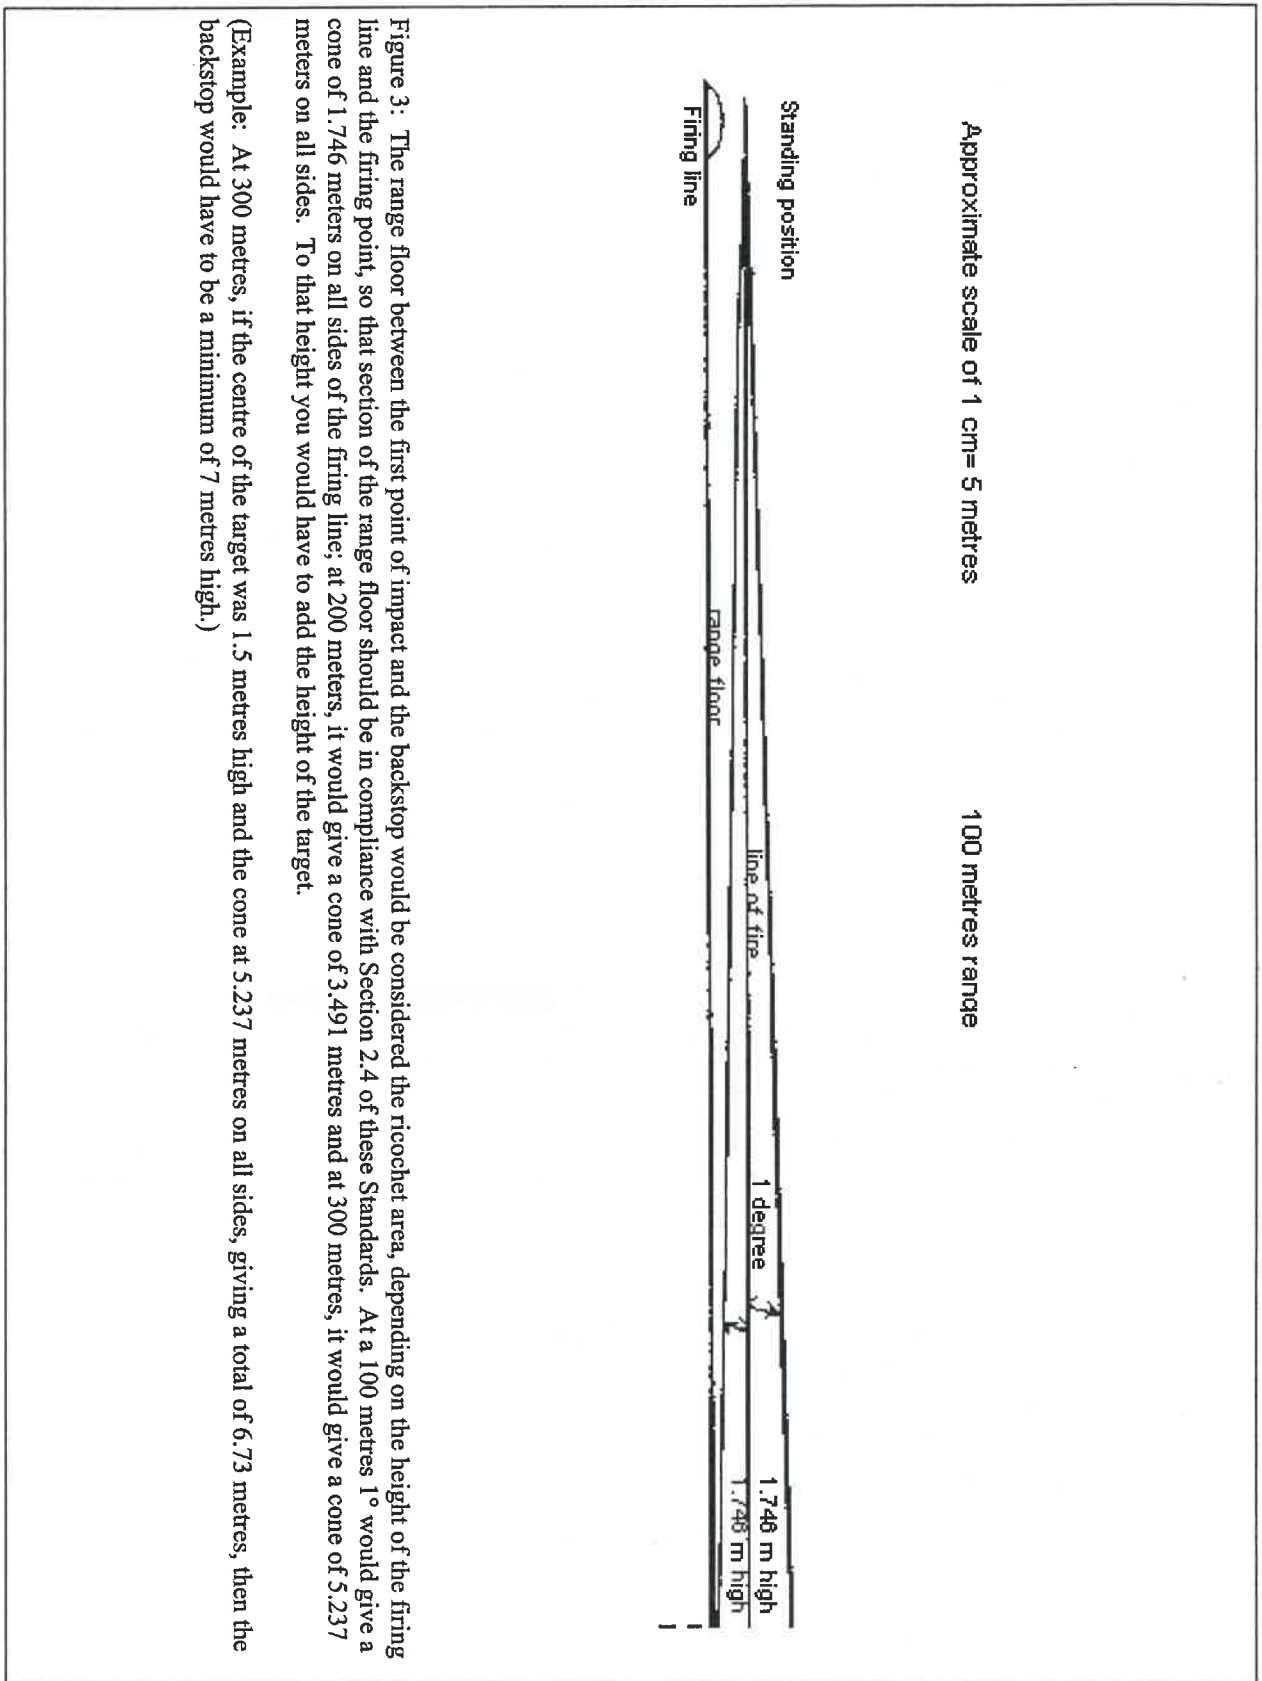 Approximate scale of 1 cm= 5 metres
100 metres range
Standing position
1.746 m high
1 degree
line of fire
1.746 m high
range floor
Firing line
Figure 3: The range floor between the first point of impact and the backstop would be considered the ricochet area, depending on the height of the firing
line and the firing point, so that section of the range floor should be in compliance with Section 2.4 of these Standards. At a 100 metres 1° would give a
cone of 1.746 meters on all sides of the firing line; at 200 meters, it would give a cone of 3.491 metres and at 300 metres, it would give a cone of 5.237
meters on all sides. To that height you would have to add the height of the target.
(Example: At 300 metres, if the centre of the target was 1.5 metres high and the cone at 5.237 metres on all sides, giving a total of 6.73 metres, then the
backstop would have to be a minimum of 7 metres high.)